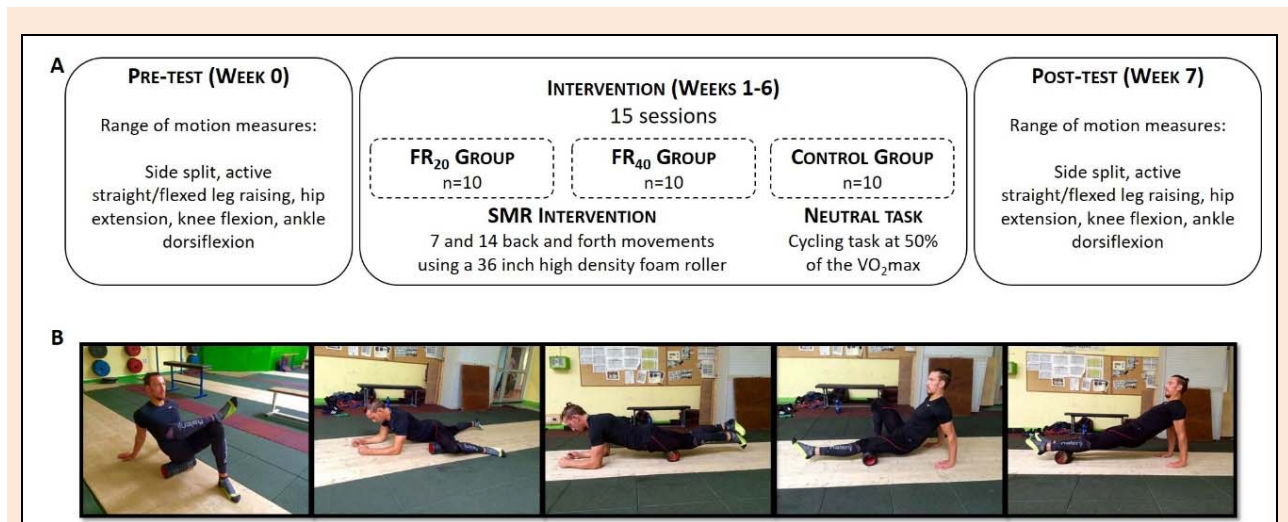 A
PRE-TEST (WEEK 0)
Range of motion measures:
Side split, active
straight/flexed leg raising, hip
extension, knee flexion, ankle
dorsiflexion
INTERVENTION (WEEKS 1-6)
15 sessions
FR20 GROUP
n=10
FR40 GROUP
n=10
CONTROL GROUP
n=10
SMR INTERVENTION
7 and 14 back and forth movements
using a 36 inch high density foam roller
NEUTRAL TASK
Cycling task at 50%
of the VO2max
POST-TEST (WEEK 7)
Range of motion measures:
Side split, active
straight/flexed leg raising, hip
extension, knee flexion, ankle
dorsiflexion
B